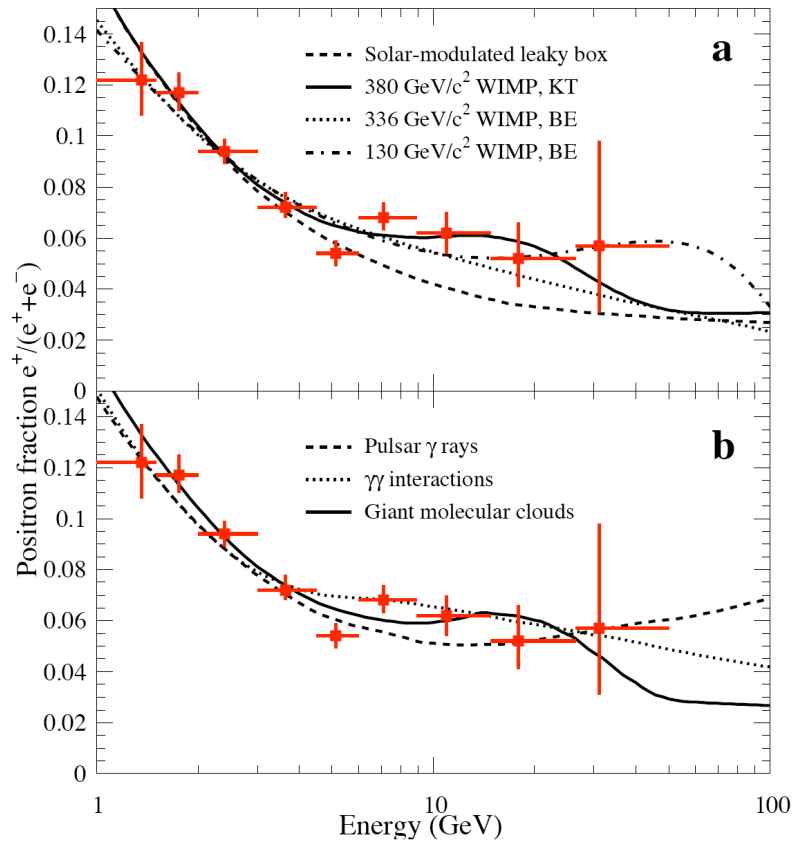 0.14
0.12
0.1
0.08
0.06
0.04
0.02
0
a
Solar-modulated leaky box
380 GeV/c² WIMP, KT
336 GeV/c² WIMP, BE
130 GeV/c² WIMP, BE
Positron fraction e⁺/(e⁺+e⁻)
0.14
0.12
0.1
0.08
0.06
0.04
0.02
0
b
Pulsar γ rays
γγ interactions
Giant molecular clouds
1 10 100
Energy (GeV)